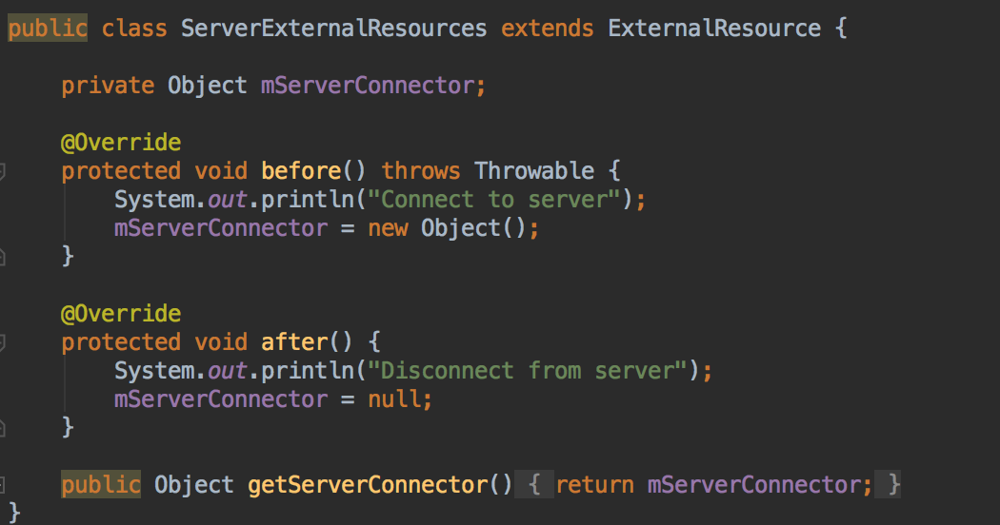 public class ServerExternalResources extends ExternalResource {
private Object mServerConnector;
@Override
protected void before() throws Throwable {
System.out.println("Connect to server");
mServerConnector = new Object();
}
@Override
protected void after() {
System.out.println("Disconnect from server");
mServerConnector = null;
}
public Object getServerConnector() { return mServerConnector; }
}